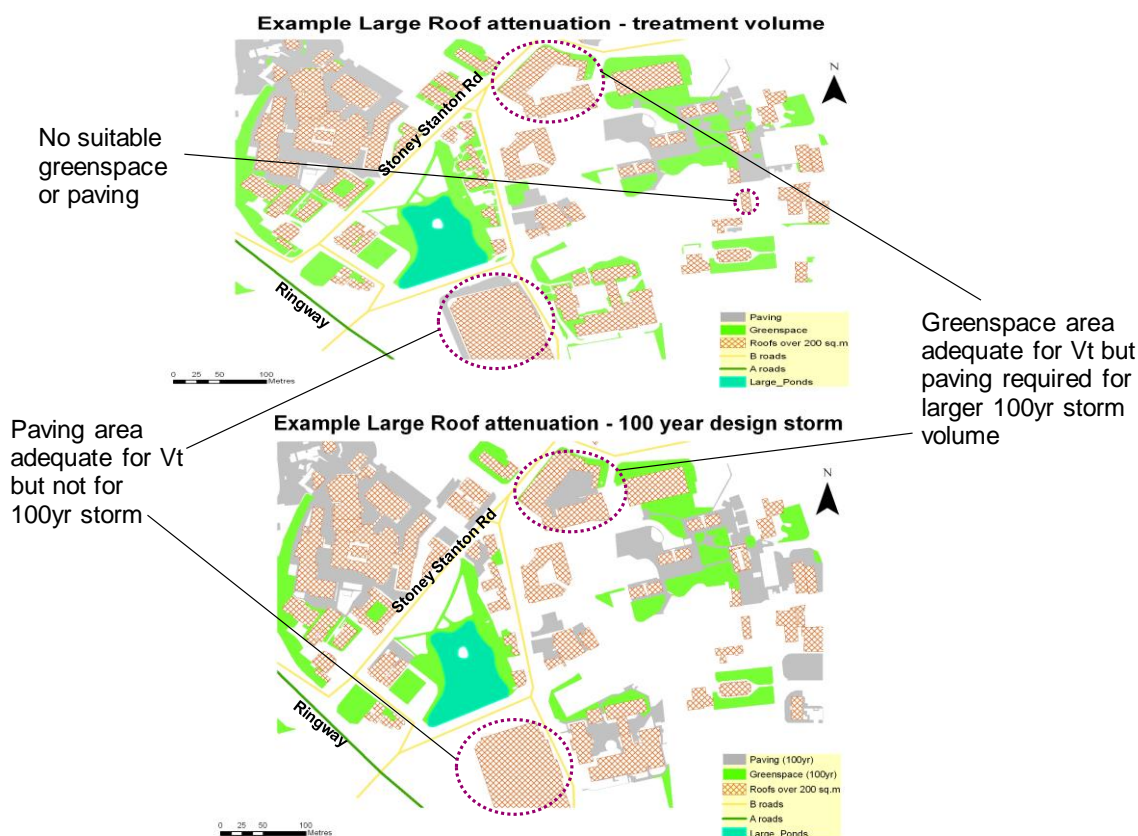 Example Large Roof attenuation - treatment volume
N
Stoney Stanton Rd
No suitable
greenspace
or paving
Ringway
Paving
Greenspace
Roofs over 200 sq.m
B roads
A roads
Large_Ponds
0 25 50 100
Metres
Greenspace area
adequate for Vt but
paving required for
larger 100yr storm
volume
Paving area
adequate for Vt
but not for
100yr storm
Example Large Roof attenuation - 100 year design storm
N
Stoney Stanton Rd
Ringway
Paving (100yr)
Greenspace (100yr)
Roofs over 200 sq.m
B roads
A roads
Large_Ponds
0 25 50 100
Metres